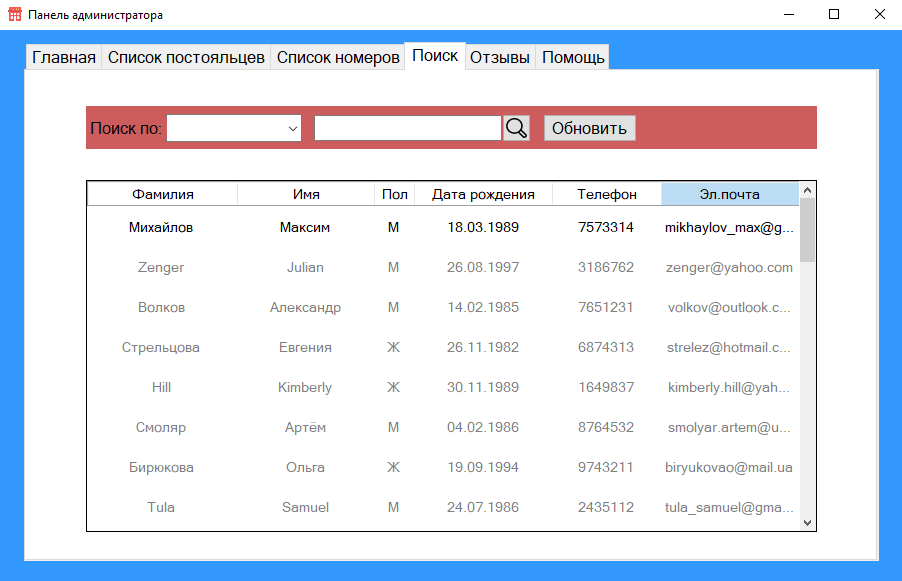 Панель администратора
Главная Список постояльцев Список номеров Поиск Отзывы Помощь
Поиск по: Обновить
Фамилия Имя Пол Дата рождения Телефон Эл.почта
Михайлов Максим М 18.03.1989 7573314 mikhaylov_max@g...
Zenger Julian М 26.08.1997 3186762 zenger@yahoo.com
Волков Александр М 14.02.1985 7651231 volkov@outlook.c...
Стрельцова Евгения Ж 26.11.1982 6874313 strelez@hotmail.c...
Hill Kimberly Ж 30.11.1989 1649837 kimberly.hill@yah...
Смоляр Артём М 04.02.1986 8764532 smolyar.artem@u...
Бирюкова Ольга Ж 19.09.1994 9743211 biryukovao@mail.ua
Tula Samuel М 24.07.1986 2435112 tula_samuel@gma...